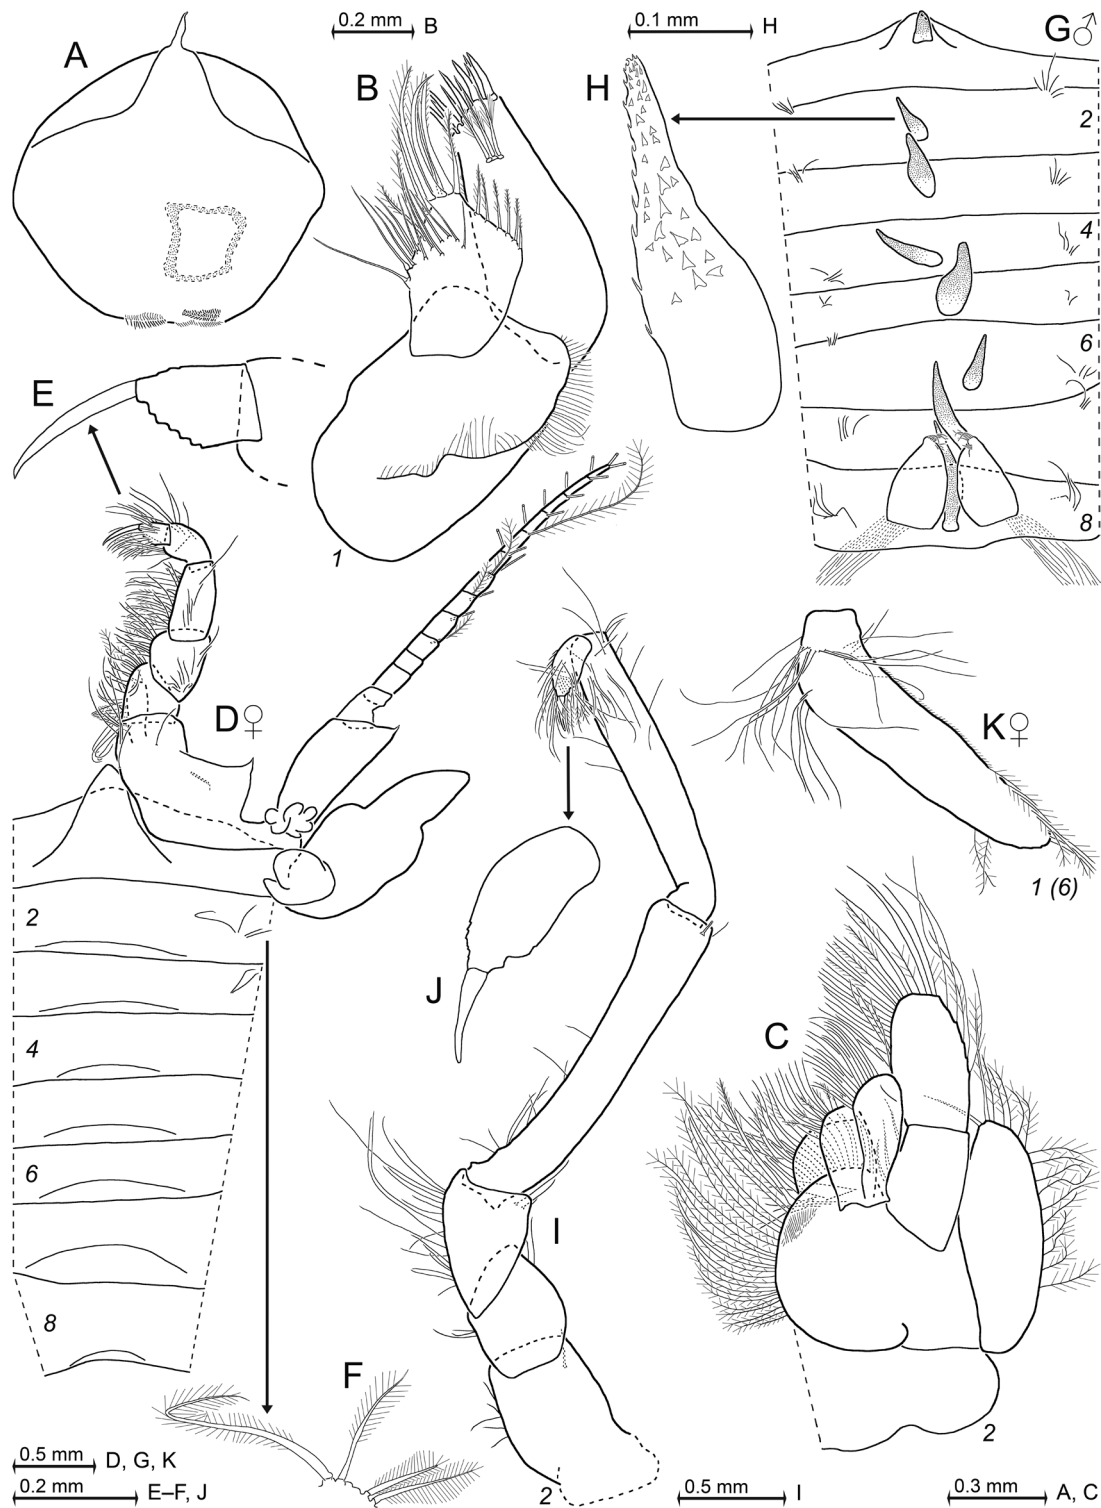 0.2 mm B
0.1 mm H
G♂
A
B
H
2
4
6
8
E
1
D♀
K♀
1 (6)
2
4
6
8
J
C
I
F
2
2
0.5 mm D, G, K
0.2 mm E–F, J
0.5 mm I
0.3 mm A, C